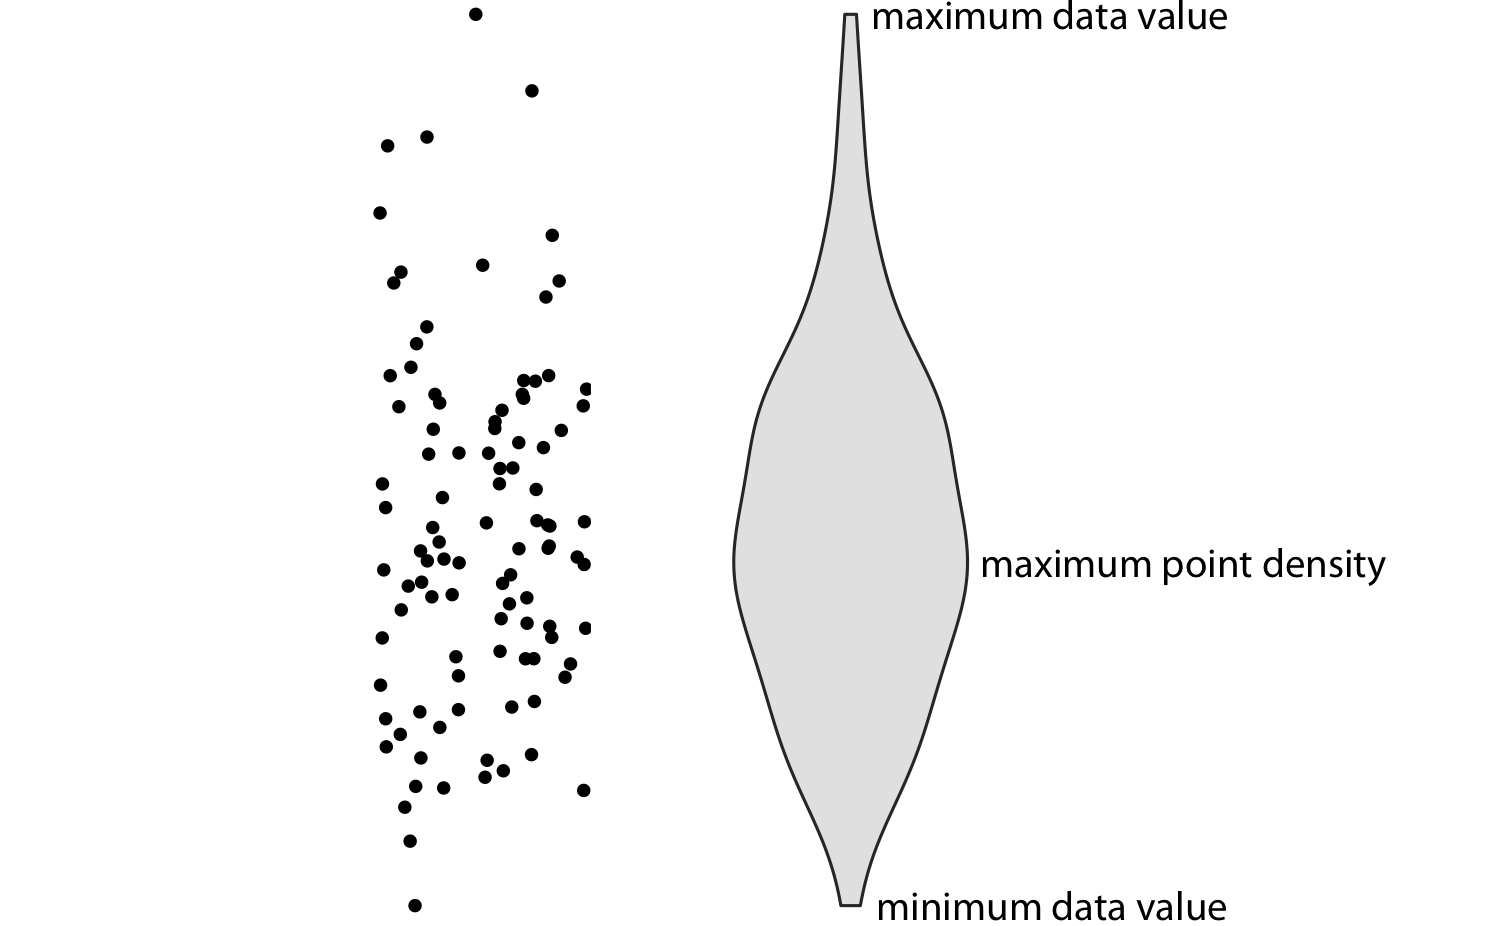 maximum data value
maximum point density
minimum data value